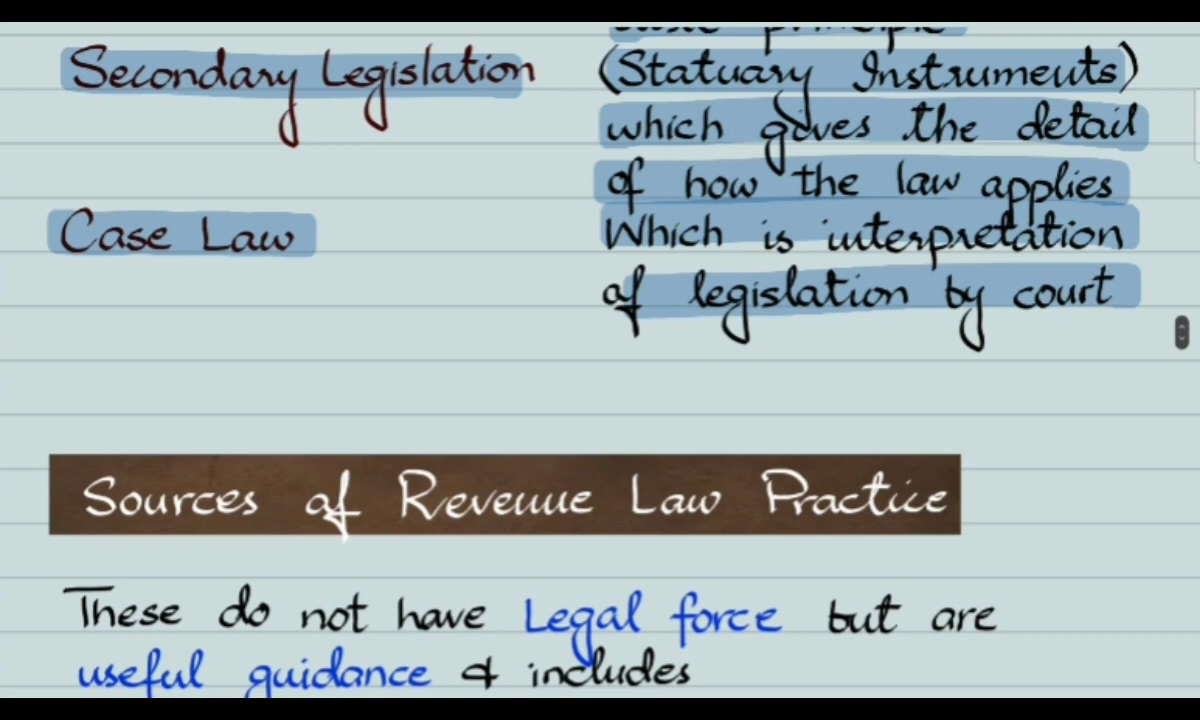 Secondary Legislation (Statuary Instruments)
which gives the detail
of how the law applies
Case Law Which is interpretation
of legislation by court
Sources of Revenue Law Practice
These do not have Legal force but are
useful guidance & includes